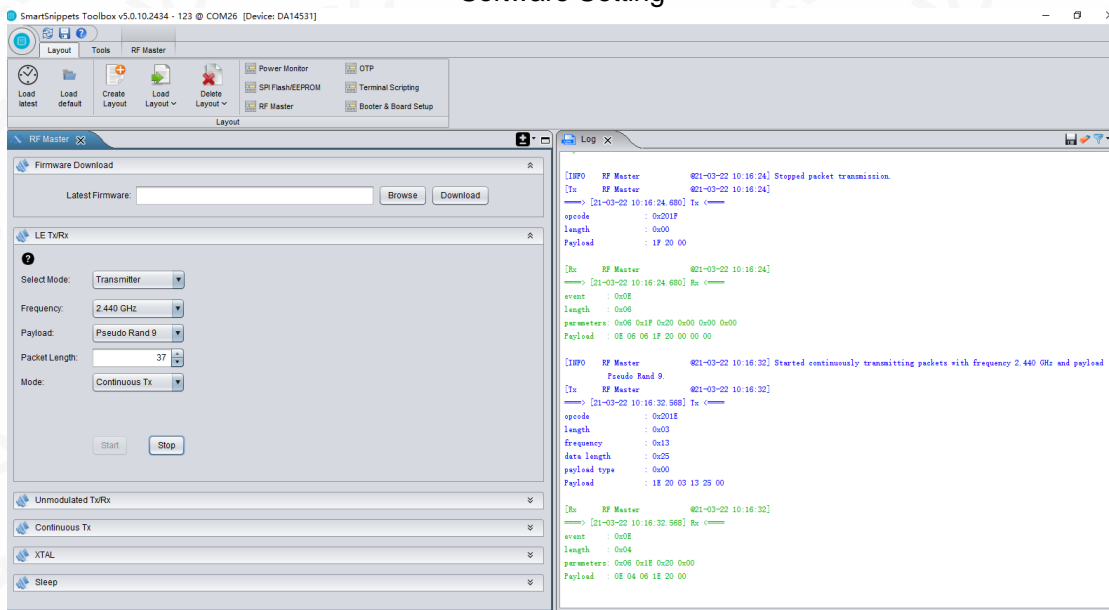 Software Setting
SmartSnippets Toolbox v5.0.10.2434 - 123 @ COM26 [Device: DA14531]
Layout Tools RF Master
Load latest
Load default
Create Layout
Load Layout
Delete Layout
Power Monitor
SPI Flash/EEPROM
RF Master
OTP
Terminal Scripting
Booter & Board Setup
Layout
RF Master
Firmware Download
Latest Firmware: Browse Download
LE Tx/Rx
Select Mode: Transmitter
Frequency: 2.440 GHz
Payload: Pseudo Rand 9
Packet Length: 37
Mode: Continuous Tx
Start Stop
Unmodulated Tx/Rx
Continuous Tx
XTAL
Sleep
Log
[INFO RF Master @21-03-22 10:16:24] Stopped packet transmission.
[Tx RF Master @21-03-22 10:16:24]
====> [21-03-22 10:16:24.680] Tx <====
opcode : 0x201F
length : 0x00
Payload : 1F 20 00
[Rx RF Master @21-03-22 10:16:24]
====> [21-03-22 10:16:24.680] Rx <====
event : 0x0E
length : 0x06
parameters: 0x06 0x1F 0x20 0x00 0x00 0x00
Payload : 0E 06 06 1F 20 00 00 00
[INFO RF Master @21-03-22 10:16:32] Started continuously transmitting packets with frequency 2.440 GHz and payload
Pseudo Rand 9.
[Tx RF Master @21-03-22 10:16:32]
====> [21-03-22 10:16:32.568] Tx <====
opcode : 0x201E
length : 0x03
frequency : 0x13
data length : 0x25
payload type : 0x00
Payload : 1E 20 03 13 25 00
[Rx RF Master @21-03-22 10:16:32]
====> [21-03-22 10:16:32.568] Rx <====
event : 0x0E
length : 0x04
parameters: 0x06 0x1E 0x20 0x00
Payload : 0E 04 06 1E 20 00